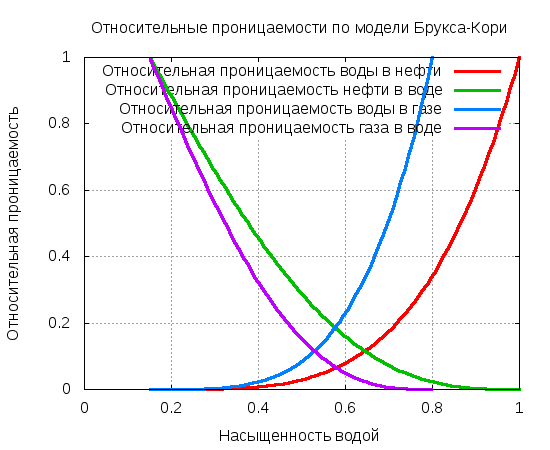 Относительные проницаемости по модели Брукса-Кори
Относительная проницаемость воды в нефти
Относительная проницаемость нефти в воде
Относительная проницаемость воды в газе
Относительная проницаемость газа в воде
Относительная проницаемость
1
0.8
0.6
0.4
0.2
0
0 0.2 0.4 0.6 0.8 1
Насыщенность водой